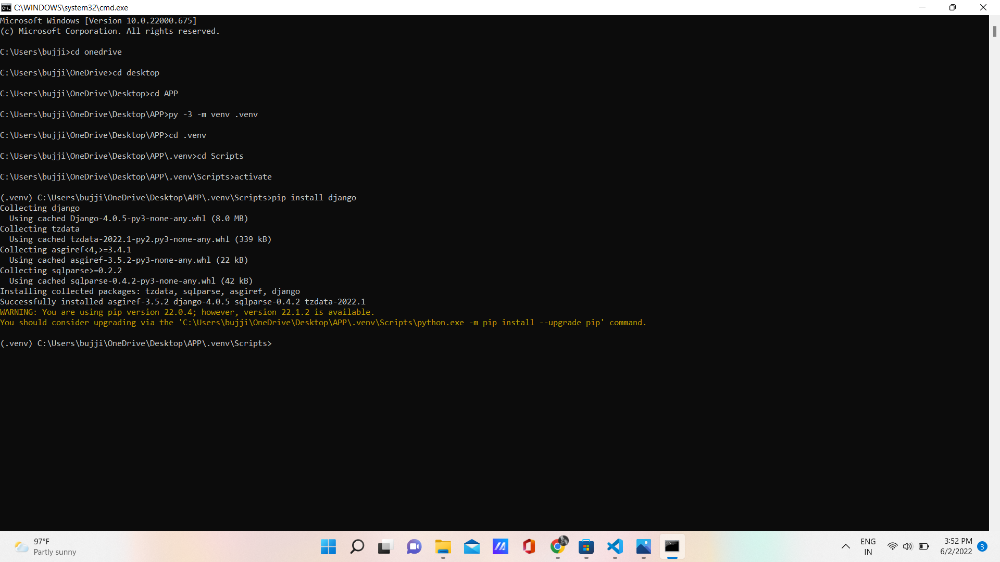 C:\WINDOWS\system32\cmd.exe
Microsoft Windows [Version 10.0.22000.675]
(c) Microsoft Corporation. All rights reserved.
C:\Users\bujji>cd onedrive
C:\Users\bujji\OneDrive>cd desktop
C:\Users\bujji\OneDrive\Desktop>cd APP
C:\Users\bujji\OneDrive\Desktop\APP>py -3 -m venv .venv
C:\Users\bujji\OneDrive\Desktop\APP>cd .venv
C:\Users\bujji\OneDrive\Desktop\APP\.venv>cd Scripts
C:\Users\bujji\OneDrive\Desktop\APP\.venv\Scripts>activate
(.venv) C:\Users\bujji\OneDrive\Desktop\APP\.venv\Scripts>pip install django
Collecting django
  Using cached Django-4.0.5-py3-none-any.whl (8.0 MB)
Collecting tzdata
  Using cached tzdata-2022.1-py2.py3-none-any.whl (339 kB)
Collecting asgiref<4,>=3.4.1
  Using cached asgiref-3.5.2-py3-none-any.whl (22 kB)
Collecting sqlparse>=0.2.2
  Using cached sqlparse-0.4.2-py3-none-any.whl (42 kB)
Installing collected packages: tzdata, sqlparse, asgiref, django
Successfully installed asgiref-3.5.2 django-4.0.5 sqlparse-0.4.2 tzdata-2022.1
WARNING: You are using pip version 22.0.4; however, version 22.1.2 is available.
You should consider upgrading via the 'C:\Users\bujji\OneDrive\Desktop\APP\.venv\Scripts\python.exe -m pip install --upgrade pip' command.
(.venv) C:\Users\bujji\OneDrive\Desktop\APP\.venv\Scripts>
97°F
Partly sunny
ENG
IN
3:52 PM
6/2/2022
3